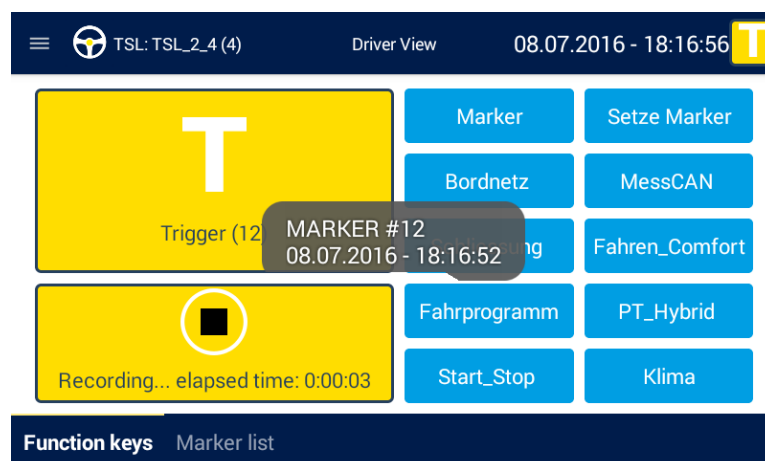 TSL: TSL_2_4 (4) Driver View 08.07.2016 - 18:16:56 T
T
Trigger (12)
Marker Setze Marker
Bordnetz MessCAN
MARKER #12
08.07.2016 - 18:16:52
Fahren_Comfort
Fahrprogramm PT_Hybrid
Recording... elapsed time: 0:00:03
Start_Stop Klima
Function keys Marker list